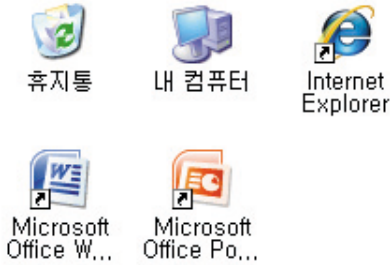 휴지통
내 컴퓨터
Internet
Explorer
Microsoft
Office W...
Microsoft
Office Po...